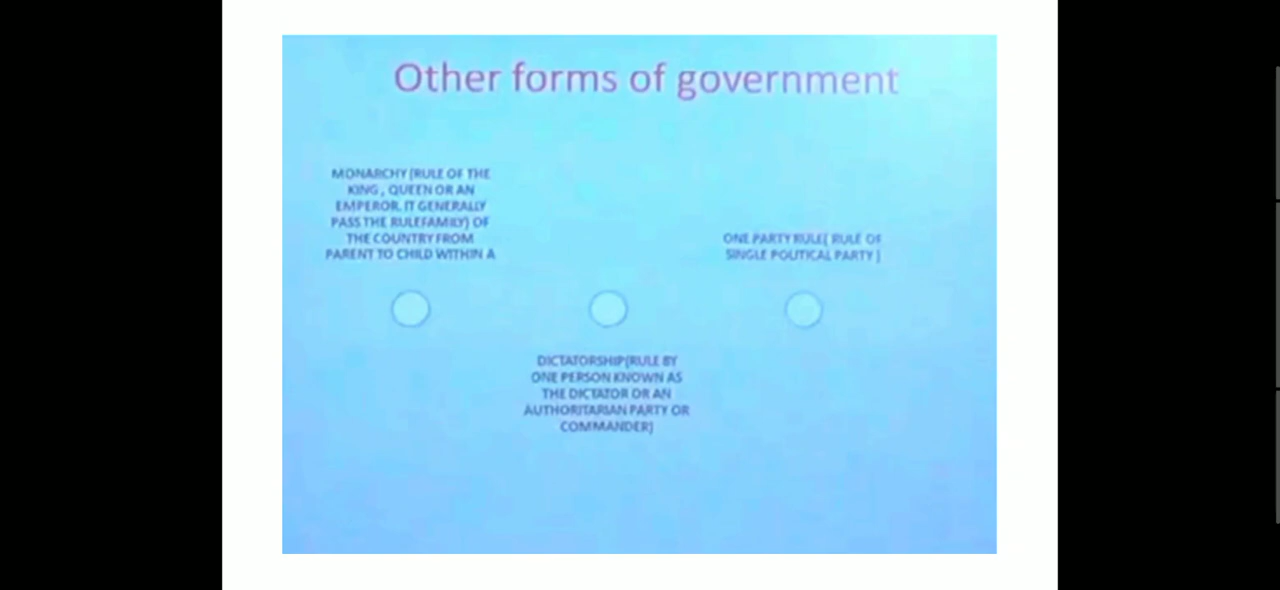 Other forms of government
MONARCHY [RULE OF THE
KING , QUEEN OR AN
EMPEROR. IT GENERALLY
PASS THE RULEFAMILY) OF
THE COUNTRY FROM
PARENT TO CHILD WITHIN A
DICTATORSHIP[RULE BY
ONE PERSON KNOWN AS
THE DICTATOR OR AN
AUTHORITARIAN PARTY OR
COMMANDER]
ONE PARTY RULE[ RULE OF
SINGLE POLITICAL PARTY ]